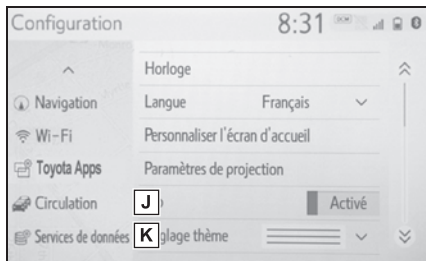 Configuration 8:31 DCM
Horloge
Navigation Langue Français
Wi-Fi Personnaliser l'écran d'accueil
Toyota Apps Paramètres de projection
Circulation J Activé
Services de données K glage thème